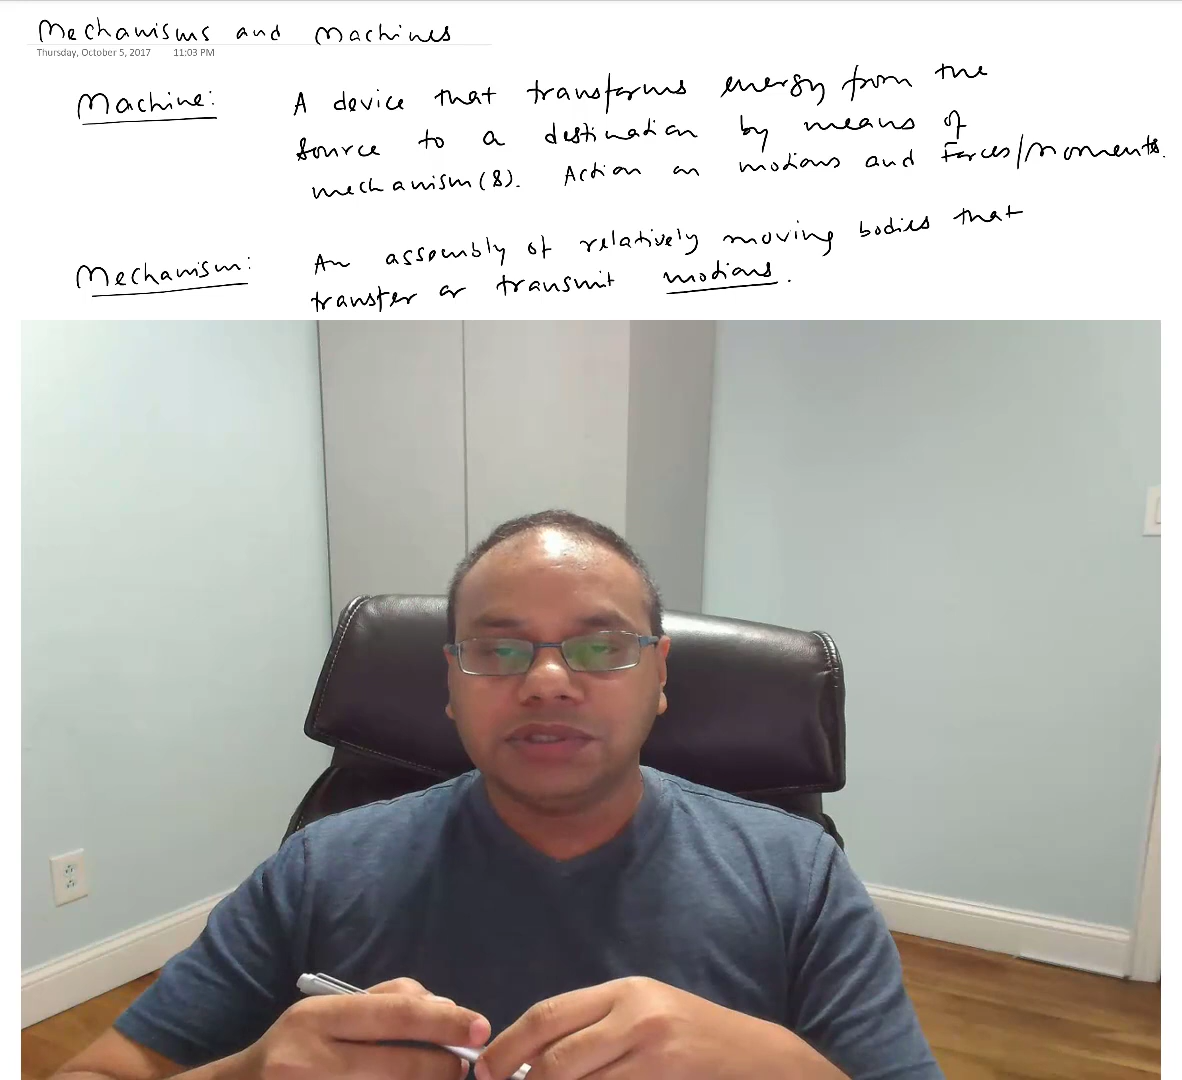 Mechanisms and Machines
Thursday, October 5, 2017 11:03 PM
Machine: A device that transforms energy from the
source to a destination by means of
mechanism(s). Action on motions and Forces/Moments.
Mechanism: An assembly of relatively moving bodies that
transfer or transmit motions.